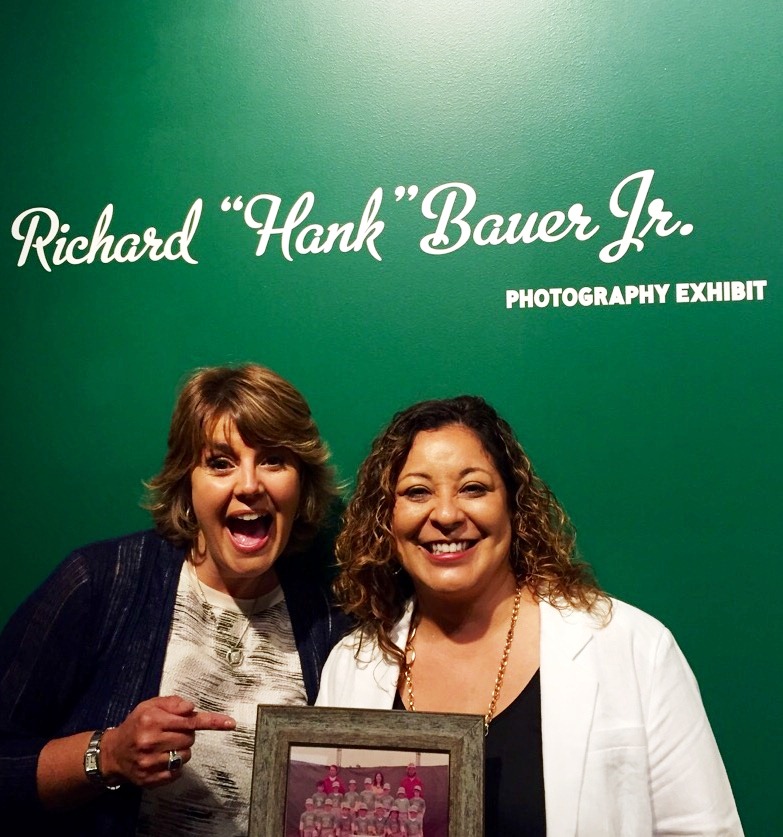 Richard “Hank” Bauer Jr.
PHOTOGRAPHY EXHIBIT